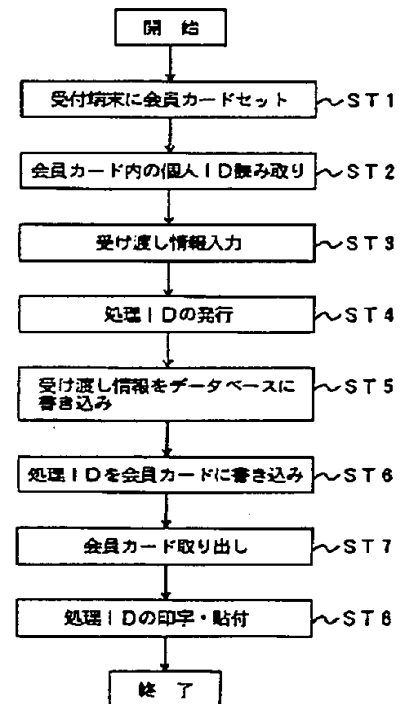 開 始
受付端末に会員カードセット ～ST1
会員カード内の個人ID読み取り ～ST2
受け渡し情報入力 ～ST3
処理IDの発行 ～ST4
受け渡し情報をデータベースに ～ST5
書き込み
処理IDを会員カードに書き込み ～ST6
会員カード取り出し ～ST7
処理IDの印字・貼付 ～ST8
終 了